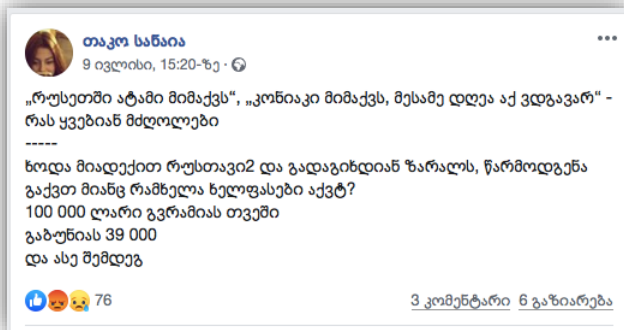 თაკო სანაია
9 ივლისი, 15:20-ზე ·
„რუსეთში ატამი მიმაქვს“, „კონიაკი მიმაქვს, მესამე დღეა აქ ვდგავარ“ -
რას ყვებიან მძღოლები
-----
ხოდა მიადექით რუსთავი2 და გადაგიხდიან ზარალს, წარმოდგენა
გაქვთ მიანც რამხელა ხელფასები აქვტ?
100 000 ლარი გვრამიას თვეში
გაბუნიას 39 000
და ასე შემდეგ
76 3 კომენტარი 6 გაზიარება